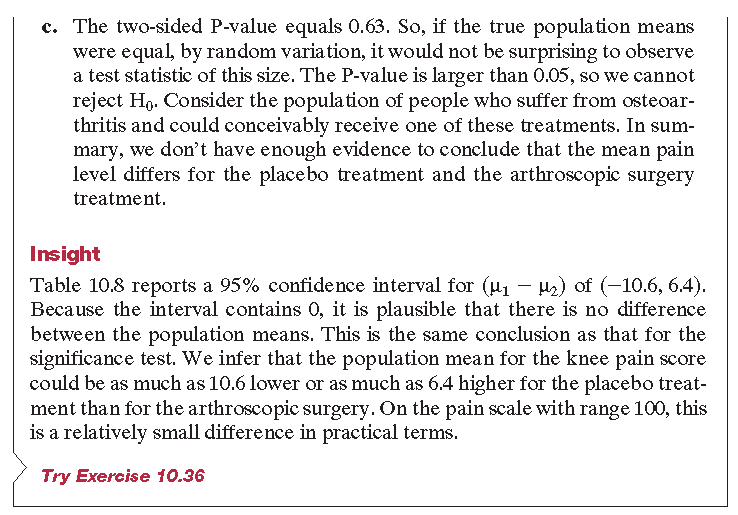 c. The two-sided P-value equals 0.63. So, if the true population means
were equal, by random variation, it would not be surprising to observe
a test statistic of this size. The P-value is larger than 0.05, so we cannot
reject H₀. Consider the population of people who suffer from osteoar-
thritis and could conceivably receive one of these treatments. In sum-
mary, we don't have enough evidence to conclude that the mean pain
level differs for the placebo treatment and the arthroscopic surgery
treatment.
Insight
Table 10.8 reports a 95% confidence interval for (μ₁ − μ₂) of (−10.6, 6.4).
Because the interval contains 0, it is plausible that there is no difference
between the population means. This is the same conclusion as that for the
significance test. We infer that the population mean for the knee pain score
could be as much as 10.6 lower or as much as 6.4 higher for the placebo treat-
ment than for the arthroscopic surgery. On the pain scale with range 100, this
is a relatively small difference in practical terms.
Try Exercise 10.36